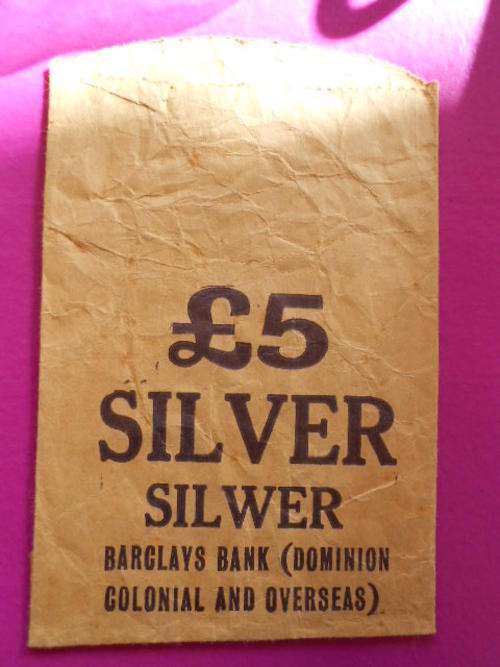 £5
SILVER
SILWER
BARCLAYS BANK (DOMINION
COLONIAL AND OVERSEAS)